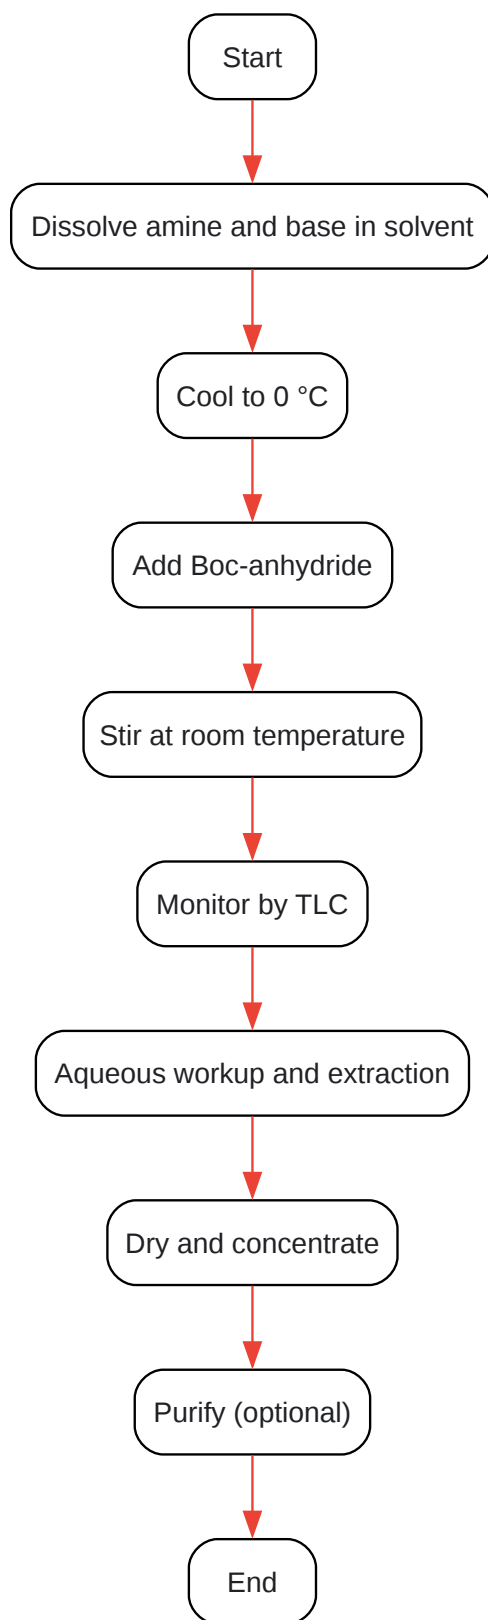 Start
Dissolve amine and base in solvent
Cool to 0 °C
Add Boc-anhydride
Stir at room temperature
Monitor by TLC
Aqueous workup and extraction
Dry and concentrate
Purify (optional)
End